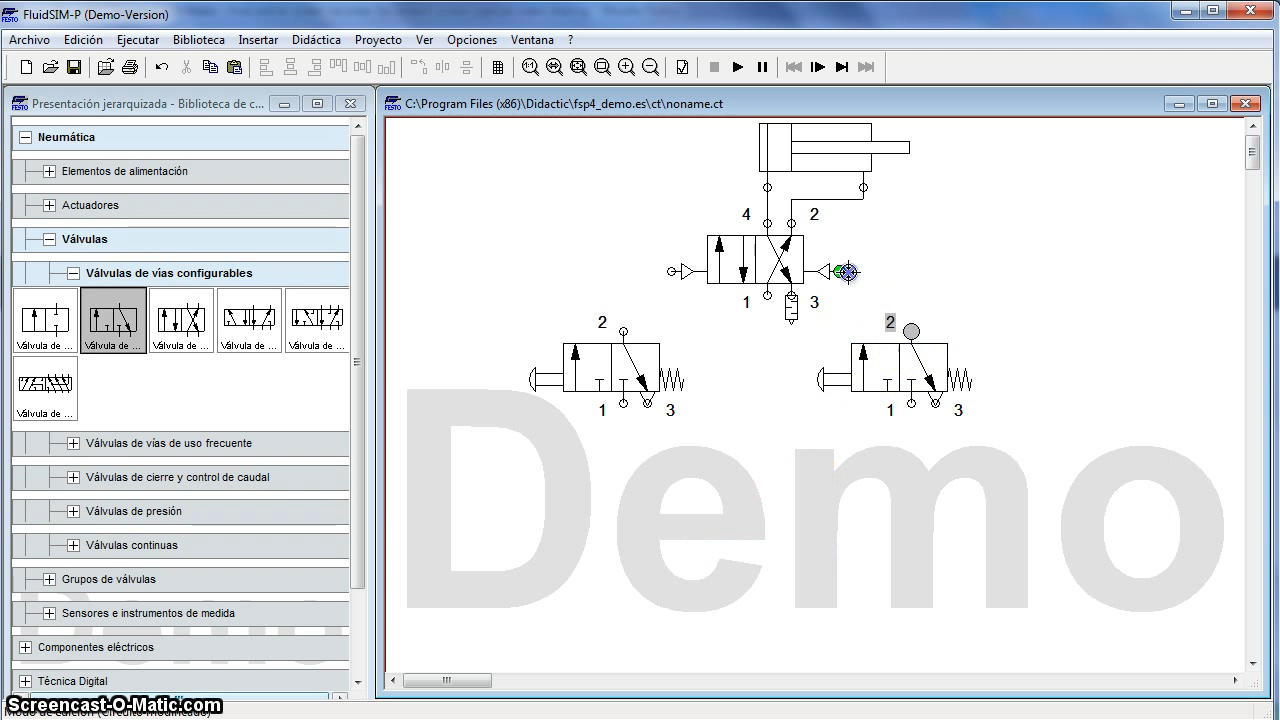 FESTO FluidSIM-P (Demo-Version)
Archivo Edición Ejecutar Biblioteca Insertar Didáctica Proyecto Ver Opciones Ventana ?
FESTO Presentación jerarquizada - Biblioteca de c...
FESTO C:\Program Files (x86)\Didactic\fsp4_demo.es\ct\noname.ct
Neumática
Elementos de alimentación
Actuadores
Válvulas
Válvulas de vías configurables
Válvula de ... Válvula de ... Válvula de ... Válvula de ... Válvula de ...
Válvula de ...
Válvulas de vías de uso frecuente
Válvulas de cierre y control de caudal
Válvulas de presión
Válvulas continuas
Grupos de válvulas
Sensores e instrumentos de medida
Componentes eléctricos
Técnica Digital
4 2
1 3
2 2
1 3 1 3
Demo
Screencast-O-Matic.com